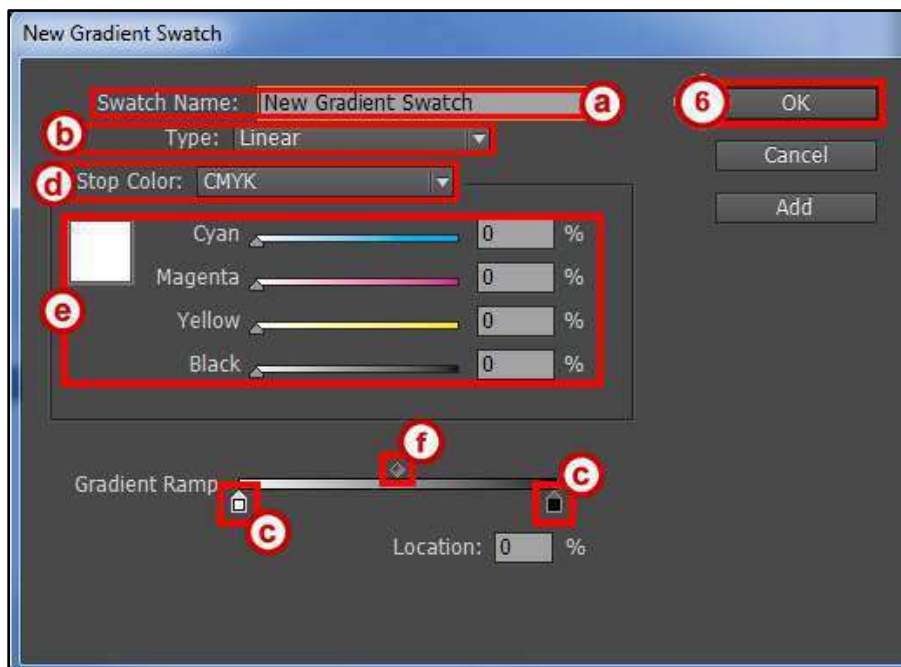 New Gradient Swatch
Swatch Name: New Gradient Swatch a 6 OK
b Type: Linear
Cancel
d Stop Color: CMYK
Add
Cyan 0 %
Magenta 0 %
e
Yellow 0 %
Black 0 %
f
Gradient Ramp c
c
Location: 0 %